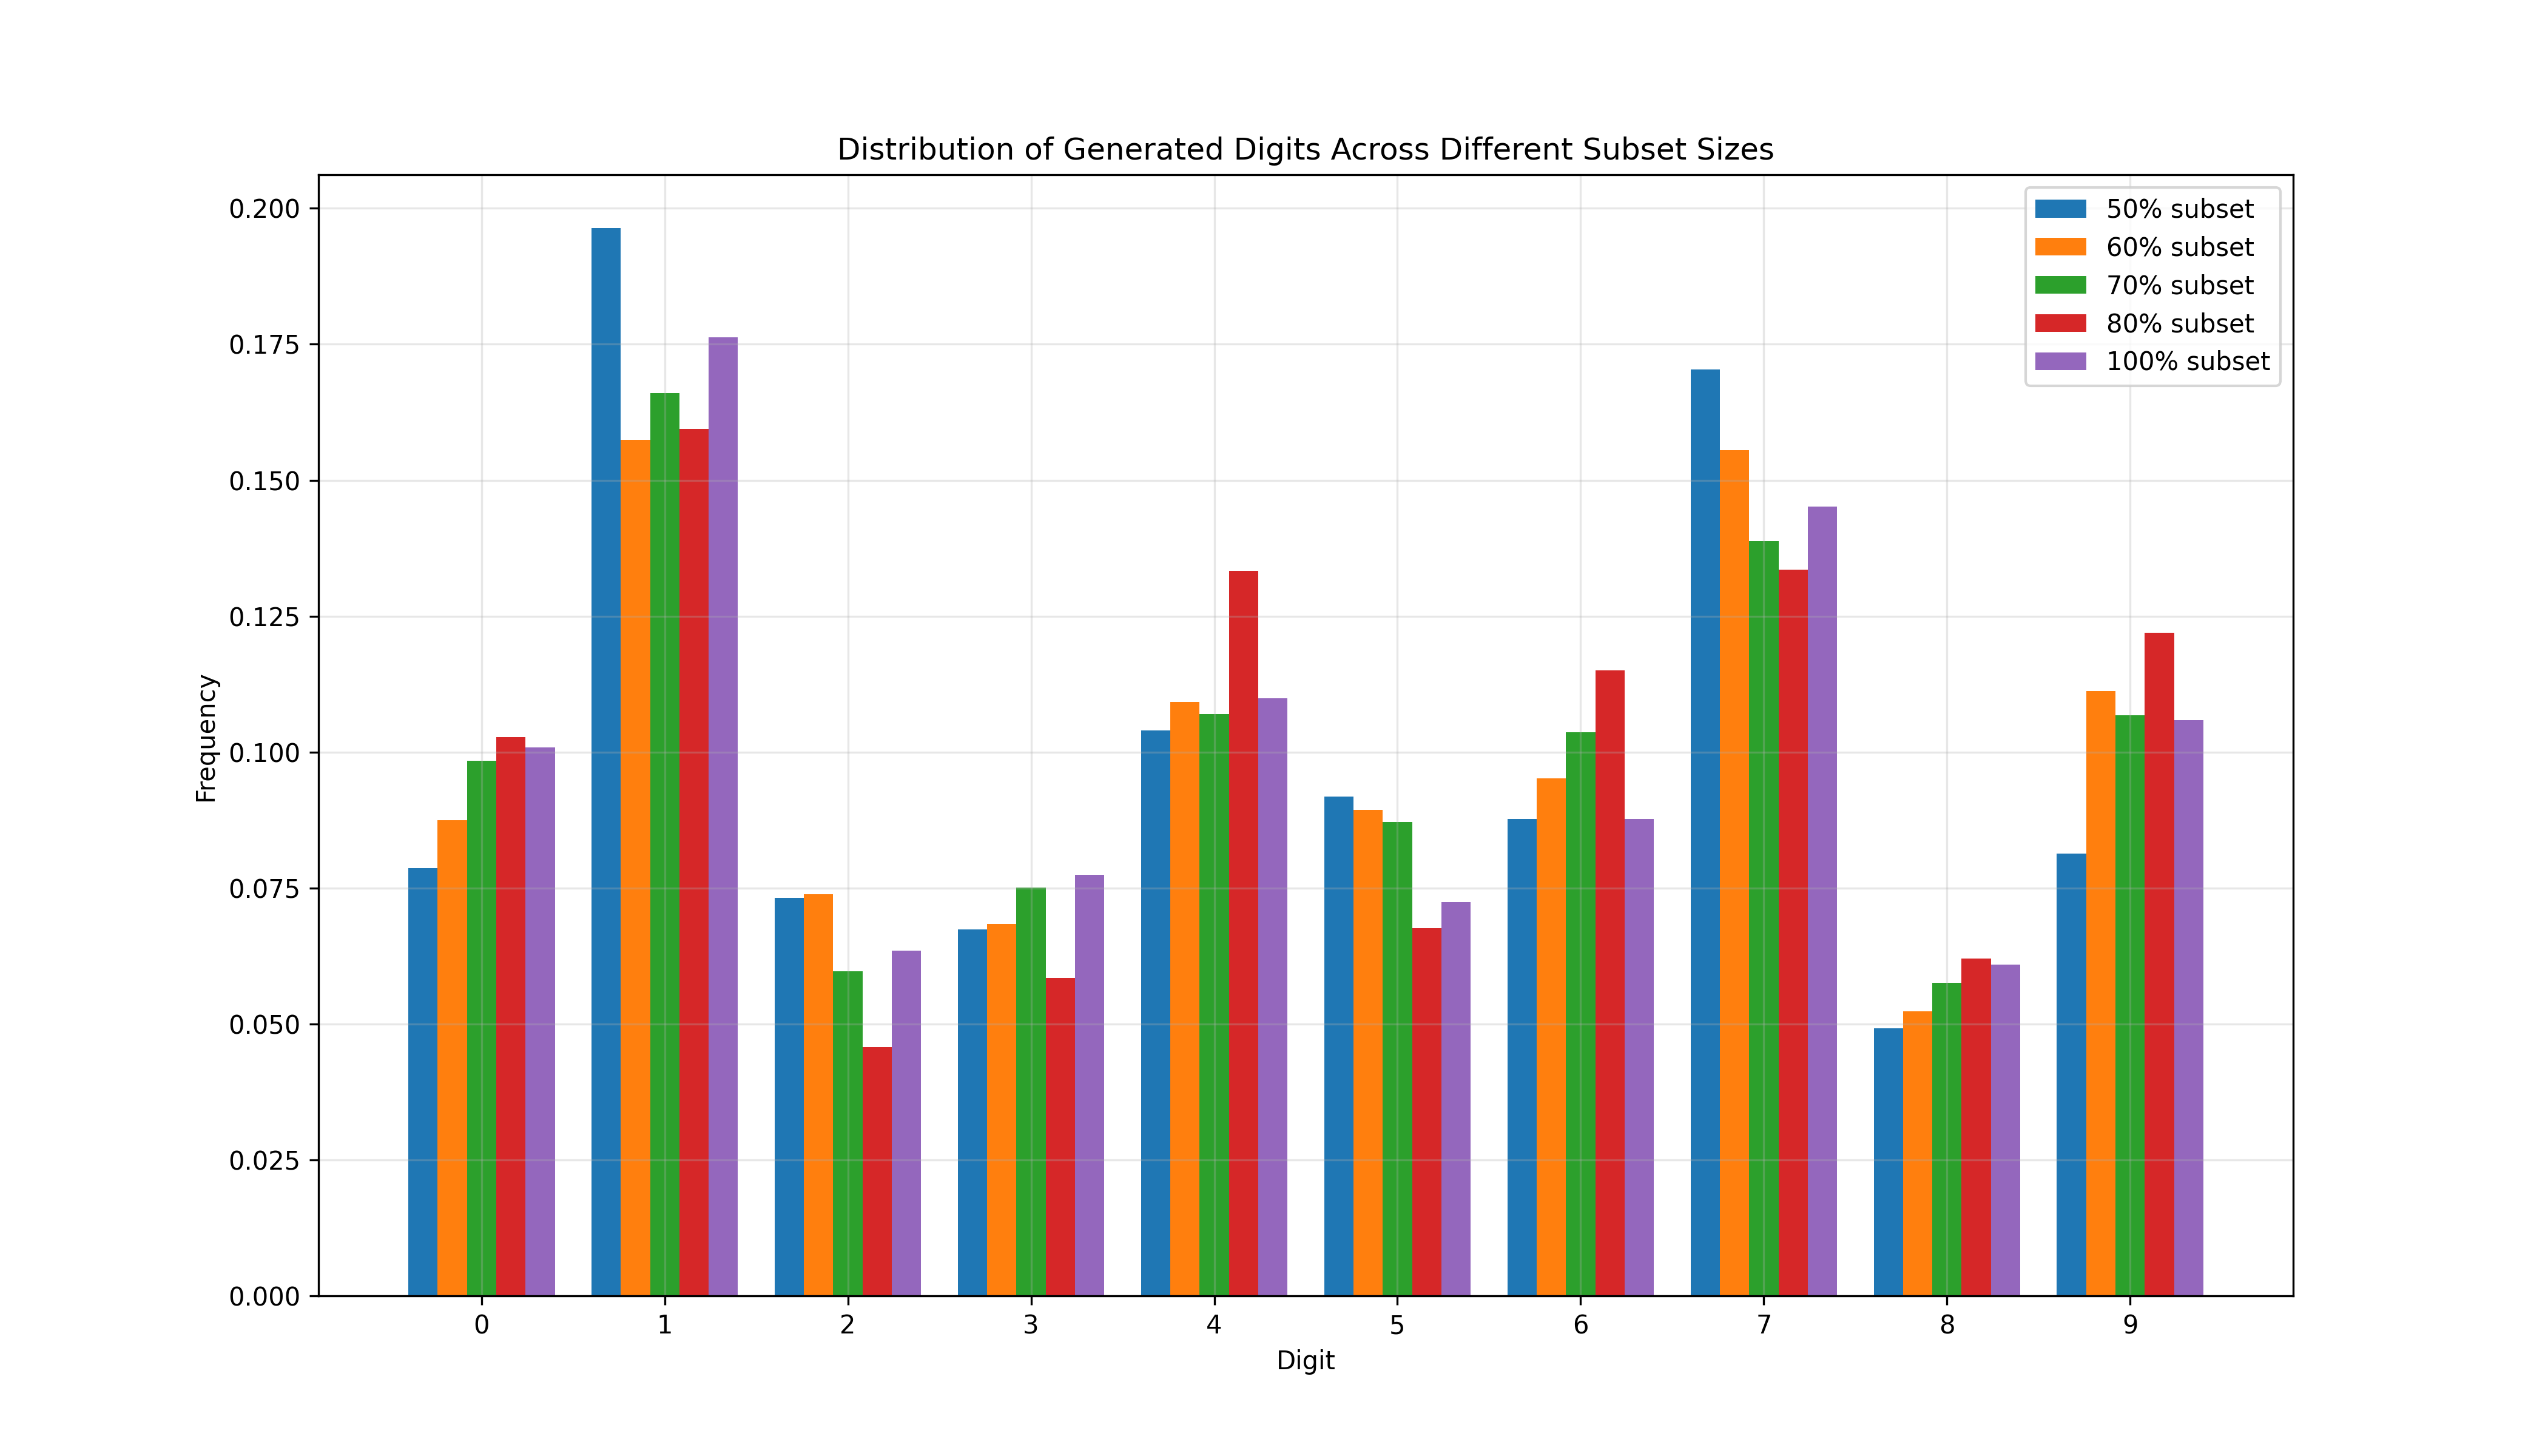 Distribution of Generated Digits Across Different Subset Sizes
50% subset
60% subset
70% subset
80% subset
100% subset
0.200
0.175
0.150
0.125
0.100
0.075
0.050
0.025
0.000
Frequency
0 1 2 3 4 5 6 7 8 9
Digit